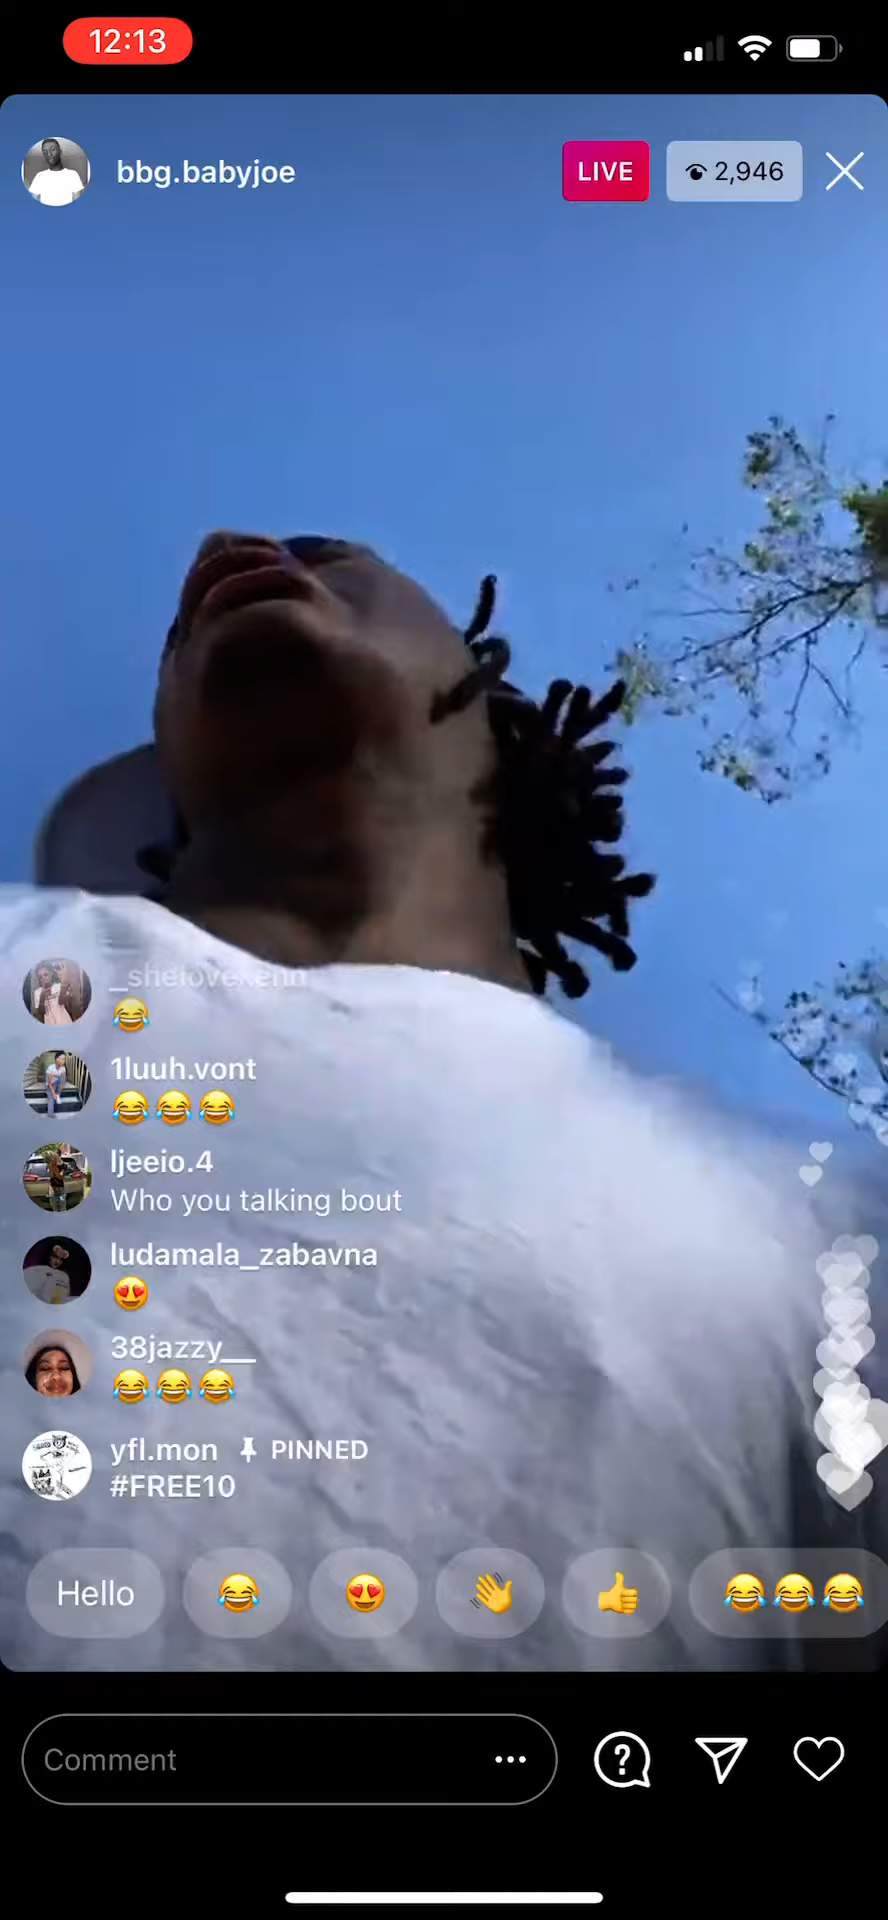 12:13
bbg.babyjoe
LIVE
2,946
_shelovekenn
😂
1luuh.vont
😂😂😂
ljeeio.4
Who you talking bout
ludamala_zabavna
😍
38jazzy__
😂😂😂
yfl.mon PINNED
#FREE10
Hello 😂 😍 👋 👍 😂😂😂
Comment